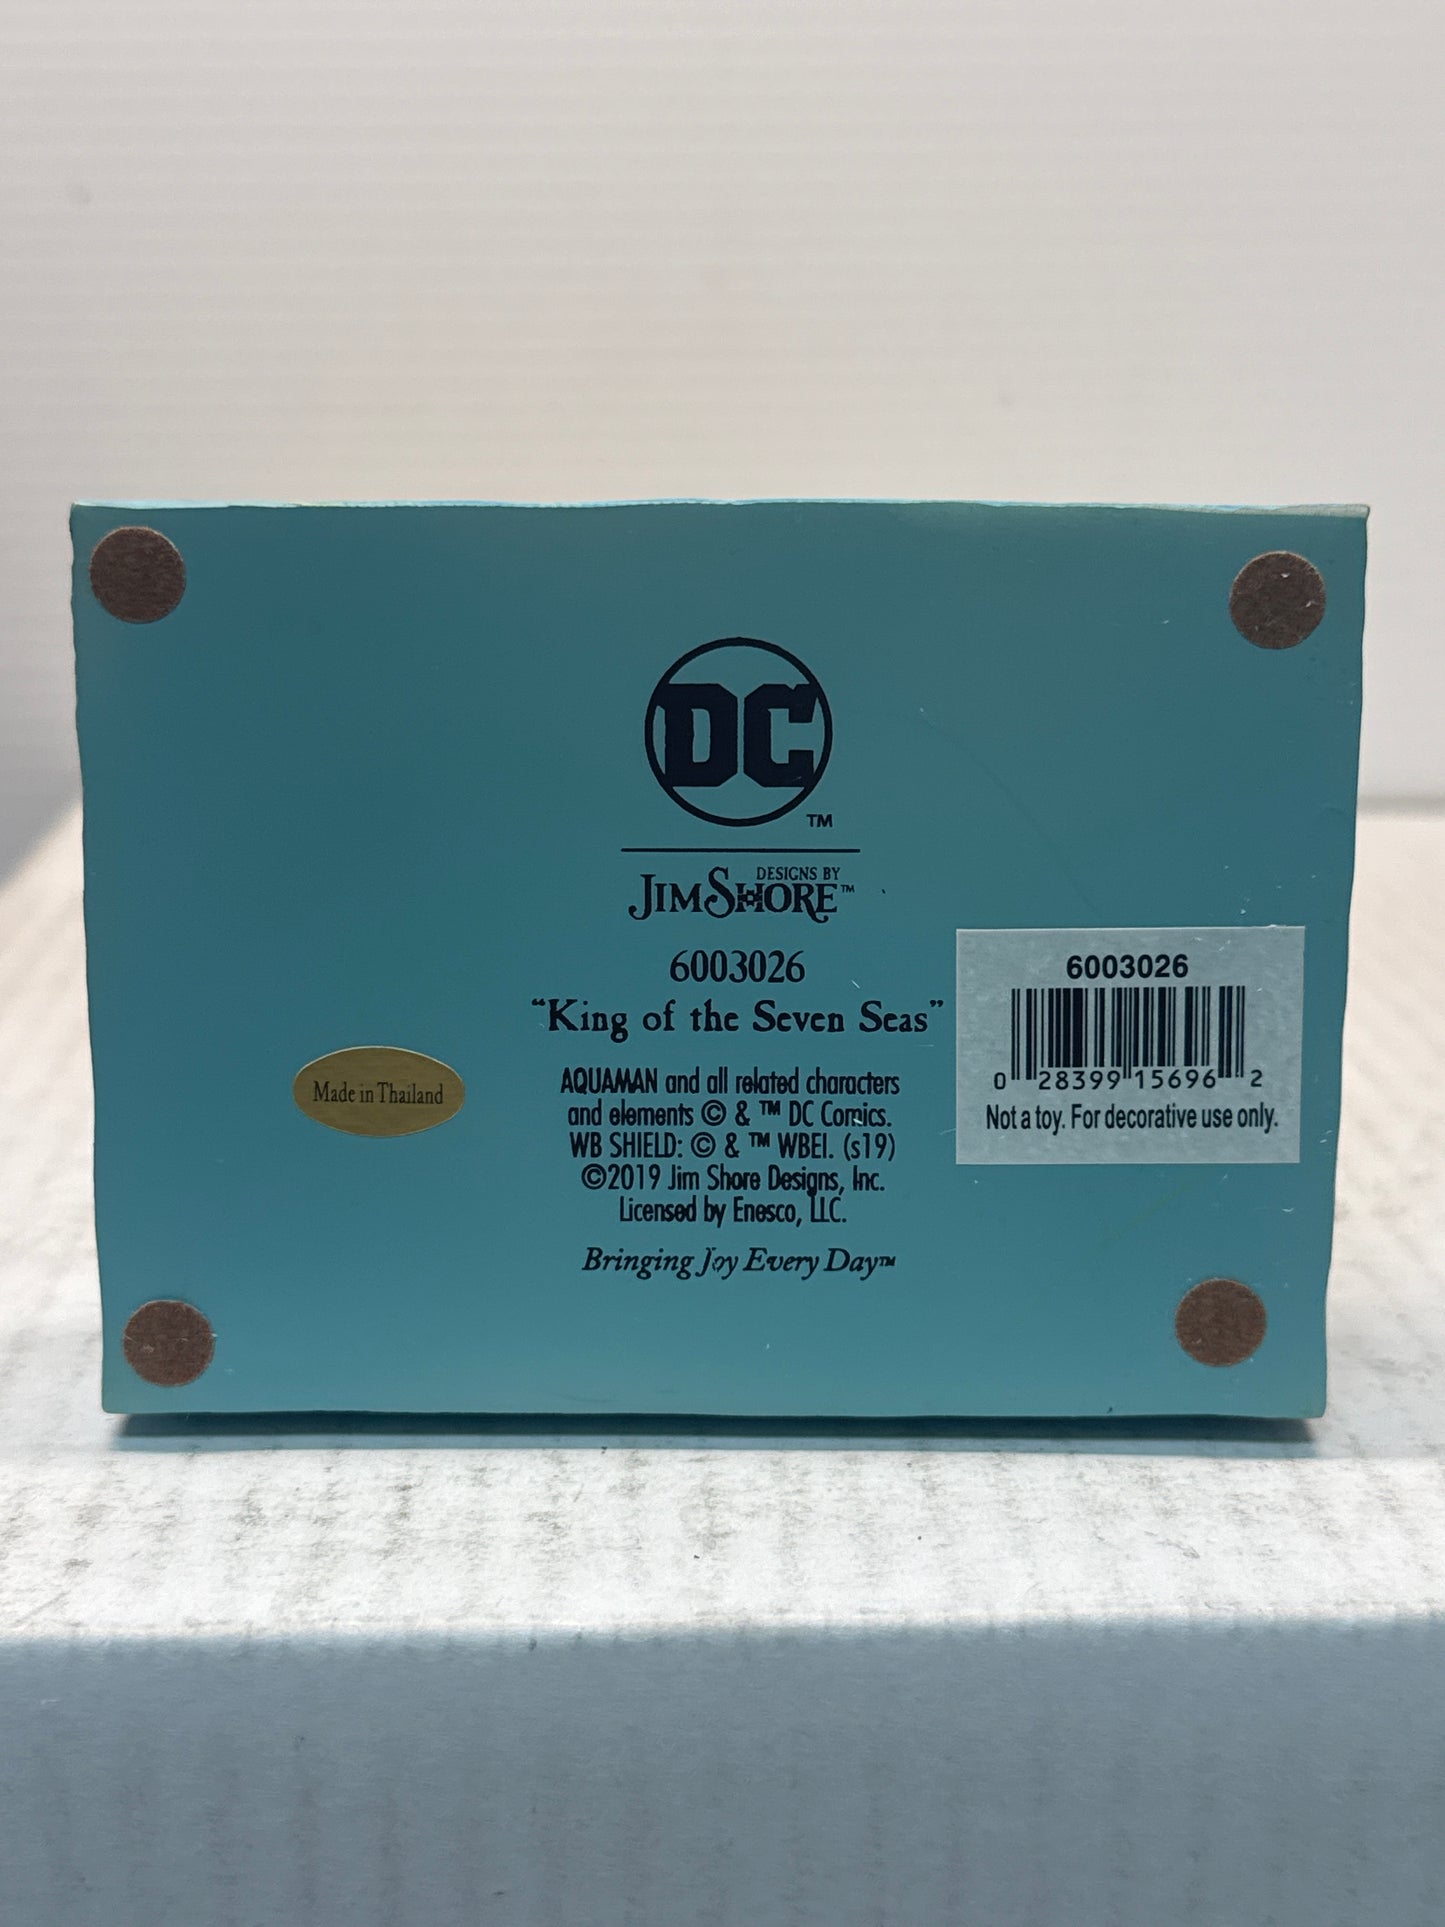 DC
TM
DESIGNS BY
JIM SHORE™
6003026
"King of the Seven Seas"
AQUAMAN and all related characters
and elements © & ™ DC Comics.
WB SHIELD: © & ™ WBEI. (s19)
©2019 Jim Shore Designs, Inc.
Licensed by Enesco, LLC.
Bringing Joy Every Day™
Made in Thailand
6003026
0 28399 15696 2
Not a toy. For decorative use only.